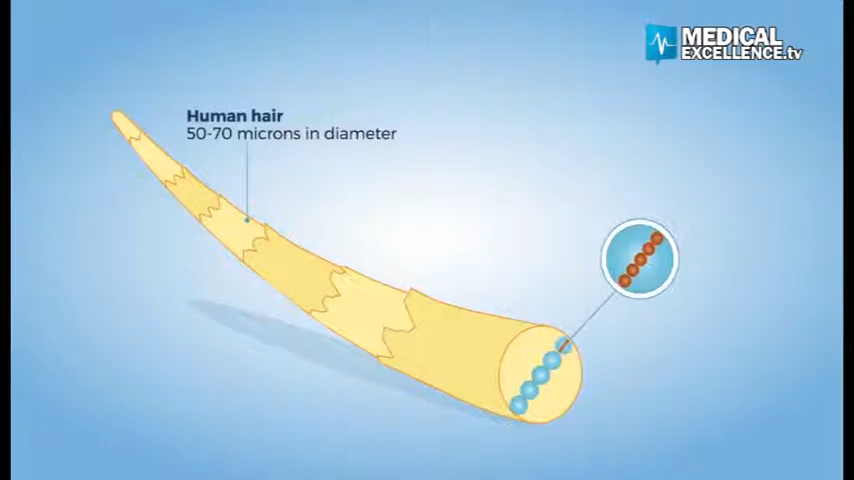 MEDICAL
EXCELLENCE.tv
Human hair
50-70 microns in diameter